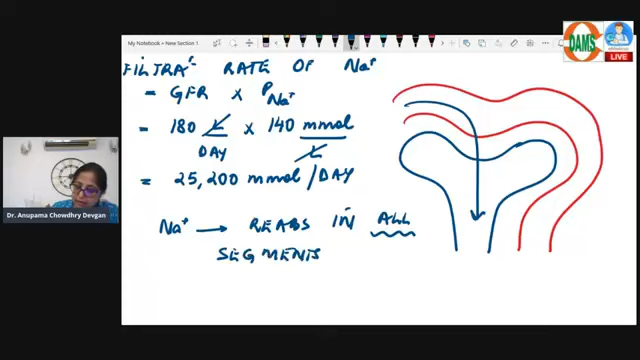 My Notebook > New Section 1
DAMS
LIVE
FILTRAⁿ RATE OF Na⁺
= GFR × P Na⁺
= 180 L × 140 mmol
DAY L
= 25,200 mmol/DAY
Na⁺ → REABS IN ALL
SEGMENTS
Dr. Anupama Chowdhry Devgan